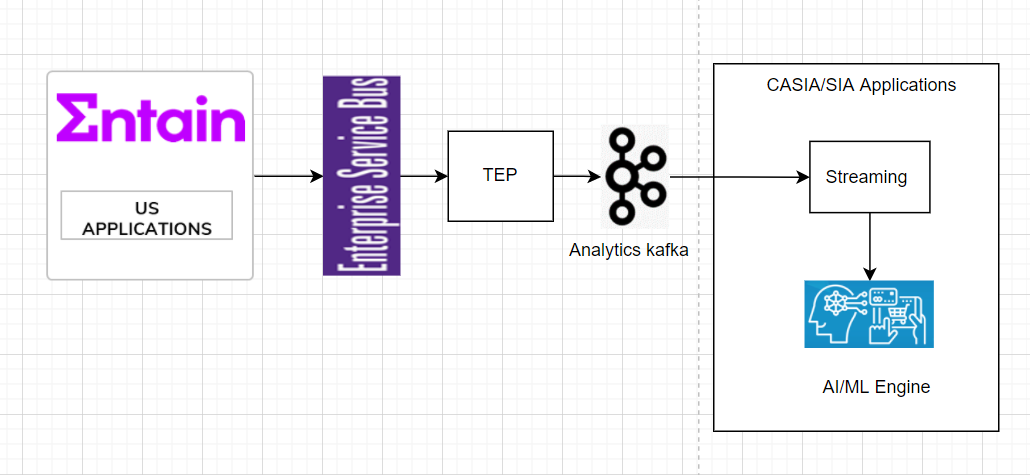 Entain
US
APPLICATIONS
Enterprise Service Bus
TEP
Analytics kafka
CASIA/SIA Applications
Streaming
AI/ML Engine